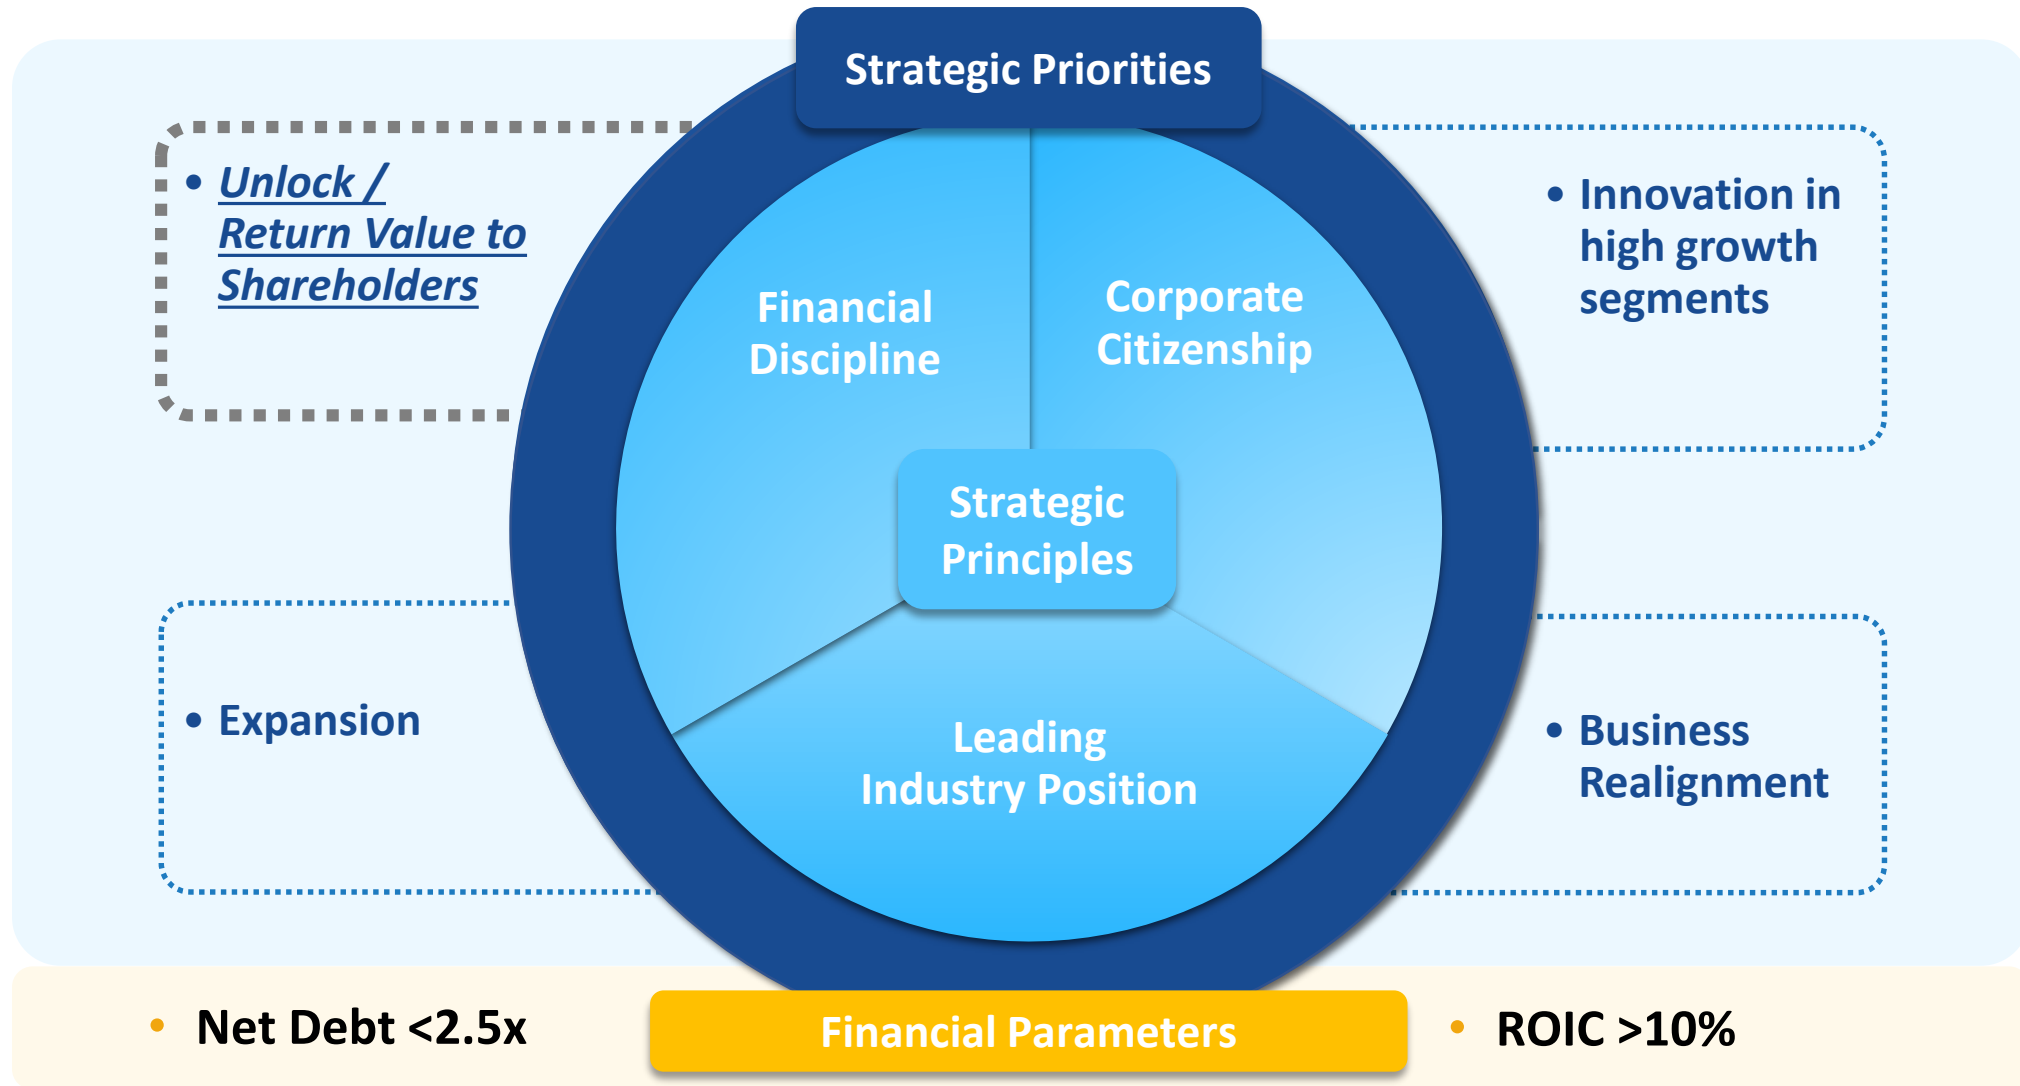 Strategic Priorities
• Unlock /
Return Value to
Shareholders
• Innovation in
high growth
segments
Financial
Discipline
Corporate
Citizenship
Strategic
Principles
• Expansion
Leading
Industry Position
• Business
Realignment
• Net Debt <2.5x
Financial Parameters
• ROIC >10%